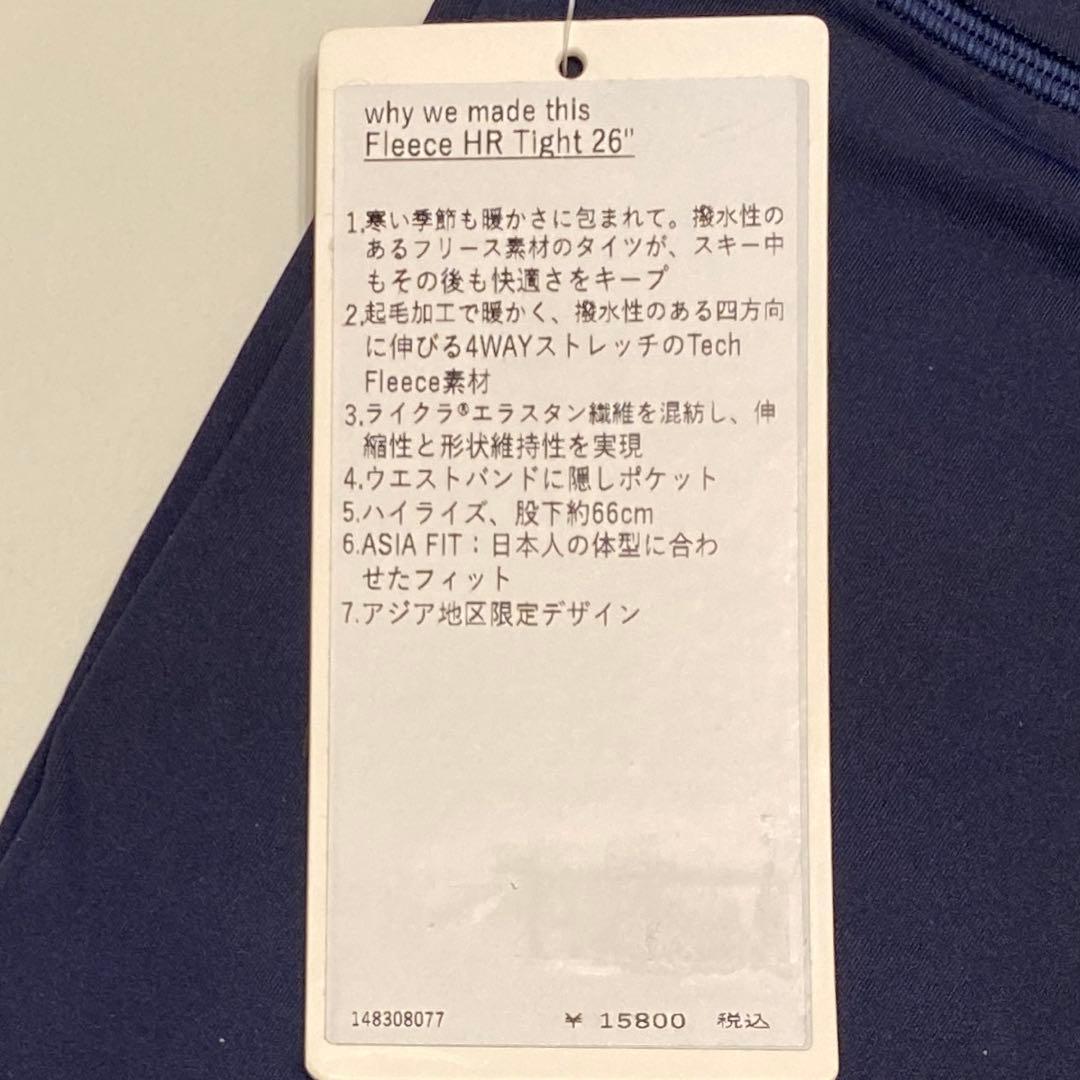 why we made this
Fleece HR Tight 26"
1.寒い季節も暖かさに包まれて。撥水性の
あるフリース素材のタイツが、スキー中
もその後も快適さをキープ
2.起毛加工で暖かく、撥水性のある四方向
に伸びる4WAYストレッチのTech
Fleece素材
3.ライクラ®エラスタン繊維を混紡し、伸
縮性と形状維持性を実現
4.ウエストバンドに隠しポケット
5.ハイライズ、股下約66cm
6.ASIA FIT：日本人の体型に合わ
せたフィット
7.アジア地区限定デザイン
148308077 ¥ 15800 税込